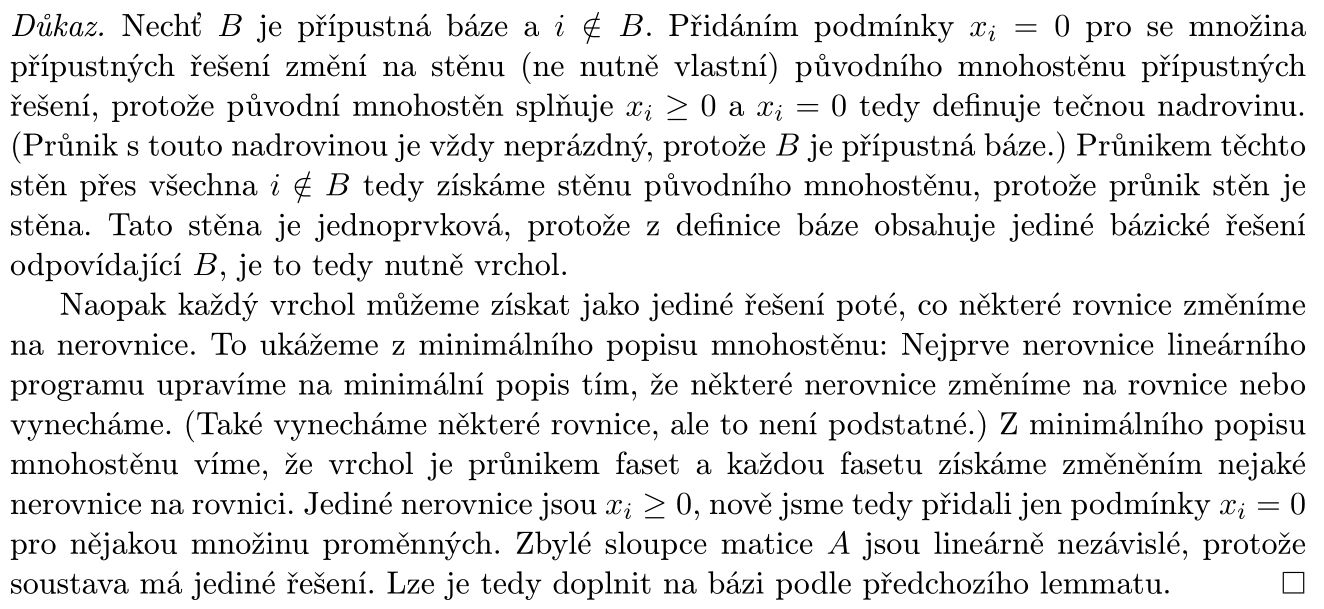 Důkaz. Nechť B je přípustná báze a i ∉ B. Přidáním podmínky x_i = 0 pro se množina
přípustných řešení změní na stěnu (ne nutně vlastní) původního mnohostěnu přípustných
řešení, protože původní mnohostěn splňuje x_i ≥ 0 a x_i = 0 tedy definuje tečnou nadrovinu.
(Průnik s touto nadrovinou je vždy neprázdný, protože B je přípustná báze.) Průnikem těchto
stěn přes všechna i ∉ B tedy získáme stěnu původního mnohostěnu, protože průnik stěn je
stěna. Tato stěna je jednoprvková, protože z definice báze obsahuje jediné bázické řešení
odpovídající B, je to tedy nutně vrchol.
Naopak každý vrchol můžeme získat jako jediné řešení poté, co některé rovnice změníme
na nerovnice. To ukážeme z minimálního popisu mnohostěnu: Nejprve nerovnice lineárního
programu upravíme na minimální popis tím, že některé nerovnice změníme na rovnice nebo
vynecháme. (Také vynecháme některé rovnice, ale to není podstatné.) Z minimálního popisu
mnohostěnu víme, že vrchol je průnikem faset a každou fasetu získáme změněním nejaké
nerovnice na rovnici. Jediné nerovnice jsou x_i ≥ 0, nově jsme tedy přidali jen podmínky x_i = 0
pro nějakou množinu proměnných. Zbylé sloupce matice A jsou lineárně nezávislé, protože
soustava má jediné řešení. Lze je tedy doplnit na bázi podle předchozího lemmatu. □